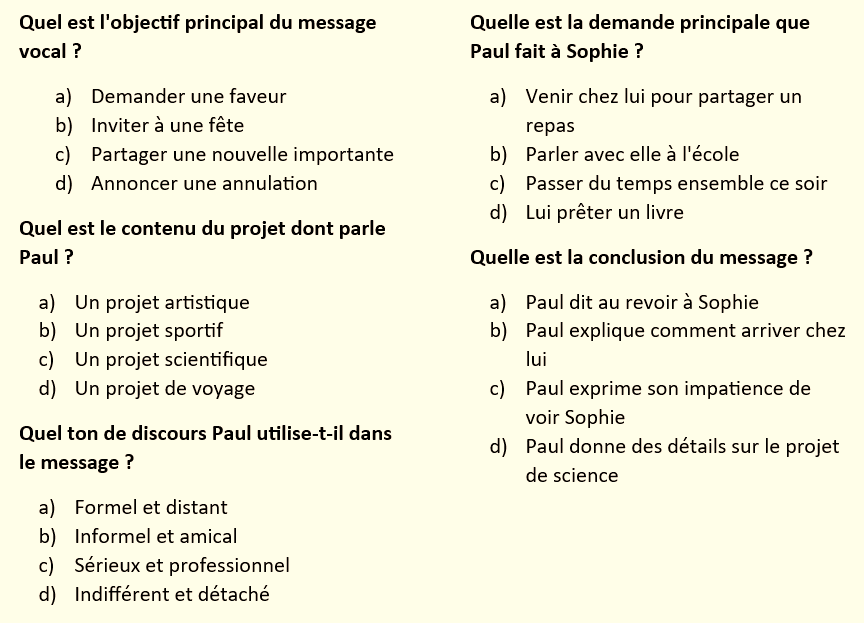 Quel est l'objectif principal du message
vocal ?
a) Demander une faveur
b) Inviter à une fête
c) Partager une nouvelle importante
d) Annoncer une annulation
Quel est le contenu du projet dont parle
Paul ?
a) Un projet artistique
b) Un projet sportif
c) Un projet scientifique
d) Un projet de voyage
Quel ton de discours Paul utilise-t-il dans
le message ?
a) Formel et distant
b) Informel et amical
c) Sérieux et professionnel
d) Indifférent et détaché
Quelle est la demande principale que
Paul fait à Sophie ?
a) Venir chez lui pour partager un
repas
b) Parler avec elle à l'école
c) Passer du temps ensemble ce soir
d) Lui prêter un livre
Quelle est la conclusion du message ?
a) Paul dit au revoir à Sophie
b) Paul explique comment arriver chez
lui
c) Paul exprime son impatience de
voir Sophie
d) Paul donne des détails sur le projet
de science